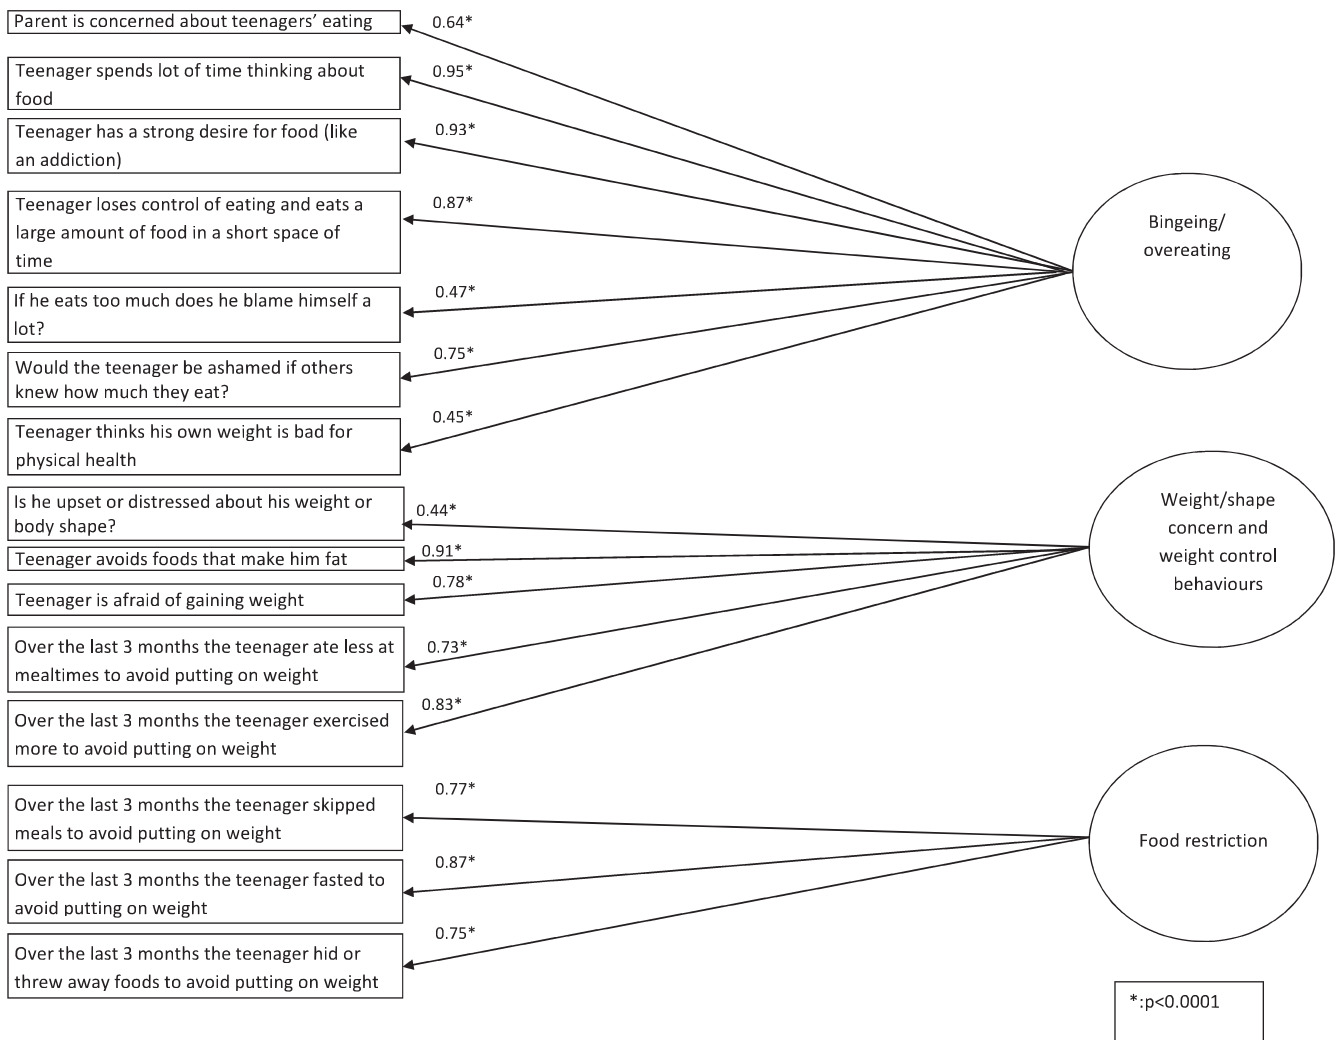 Parent is concerned about teenagers’ eating
0.64*
Teenager spends lot of time thinking about
food
0.95*
Teenager has a strong desire for food (like
an addiction)
0.93*
Teenager loses control of eating and eats a
large amount of food in a short space of
time
0.87*
If he eats too much does he blame himself a
lot?
0.47*
Would the teenager be ashamed if others
knew how much they eat?
0.75*
Teenager thinks his own weight is bad for
physical health
0.45*
Bingeing/
overeating
Is he upset or distressed about his weight or
body shape?
0.44*
Teenager avoids foods that make him fat
0.91*
Teenager is afraid of gaining weight
0.78*
Over the last 3 months the teenager ate less at
mealtimes to avoid putting on weight
0.73*
Over the last 3 months the teenager exercised
more to avoid putting on weight
0.83*
Weight/shape
concern and
weight control
behaviours
Over the last 3 months the teenager skipped
meals to avoid putting on weight
0.77*
Over the last 3 months the teenager fasted to
avoid putting on weight
0.87*
Over the last 3 months the teenager hid or
threw away foods to avoid putting on weight
0.75*
Food restriction
*:p<0.0001